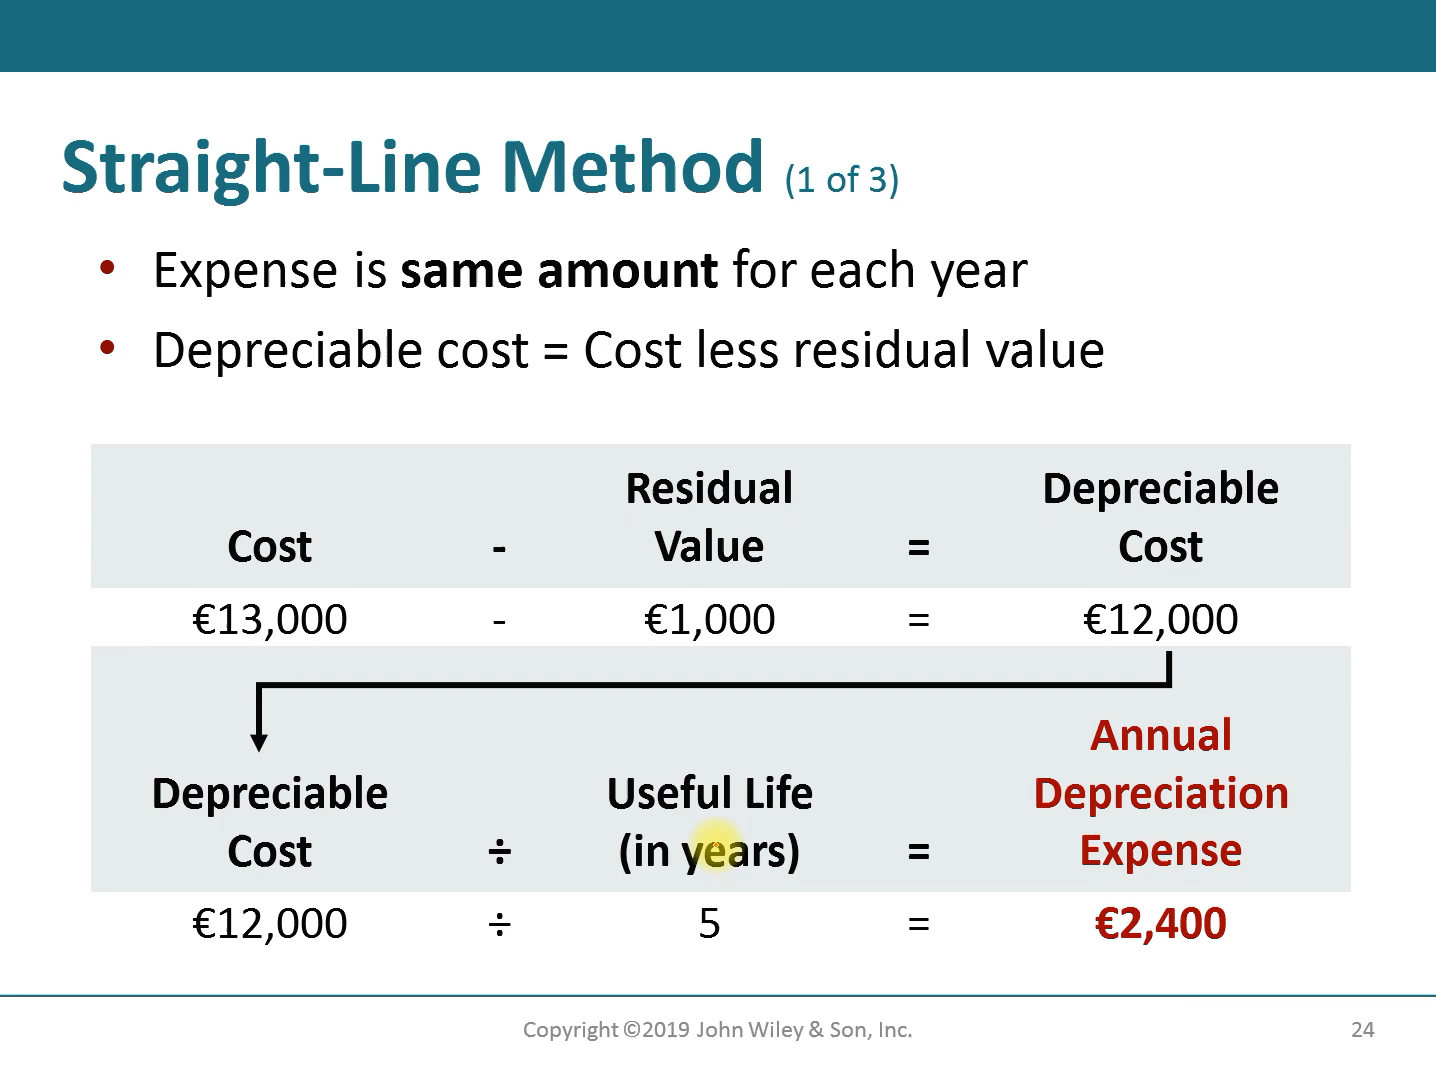 Straight-Line Method (1 of 3)
• Expense is same amount for each year
• Depreciable cost = Cost less residual value
Residual Depreciable
Cost - Value = Cost
€13,000 - €1,000 = €12,000
Annual
Depreciable Useful Life Depreciation
Cost ÷ (in years) = Expense
€12,000 ÷ 5 = €2,400
Copyright ©2019 John Wiley & Son, Inc. 24